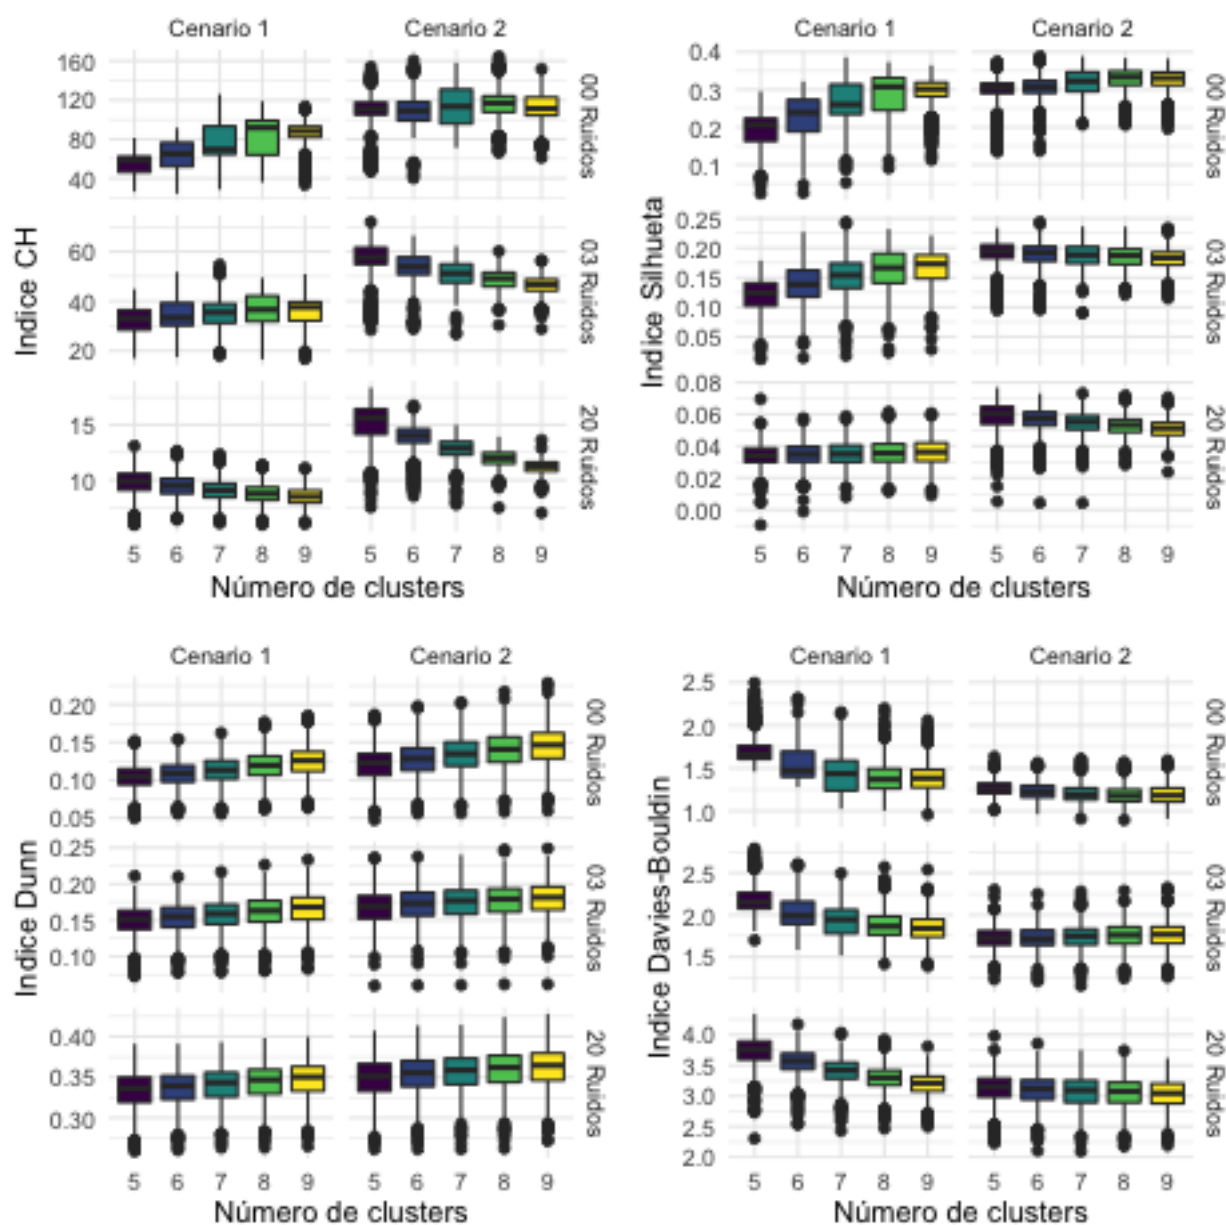 Cenario 1 Cenario 2
160
120
80
40
00 Ruidos
60
40
20
03 Ruidos
15
10
20 Ruidos
Indice CH
5 6 7 8 9 5 6 7 8 9
Número de clusters
Cenario 1 Cenario 2
0.4
0.3
0.2
0.1
00 Ruidos
0.25
0.20
0.15
0.10
0.05
03 Ruidos
0.08
0.06
0.04
0.02
0.00
20 Ruidos
Indice Silhueta
5 6 7 8 9 5 6 7 8 9
Número de clusters
Cenario 1 Cenario 2
0.20
0.15
0.10
0.05
00 Ruidos
0.25
0.20
0.15
0.10
03 Ruidos
0.40
0.35
0.30
20 Ruidos
Indice Dunn
5 6 7 8 9 5 6 7 8 9
Número de clusters
Cenario 1 Cenario 2
2.5
2.0
1.5
1.0
00 Ruidos
2.5
2.0
1.5
03 Ruidos
4.0
3.5
3.0
2.5
2.0
20 Ruidos
Indice Davies-Bouldin
5 6 7 8 9 5 6 7 8 9
Número de clusters